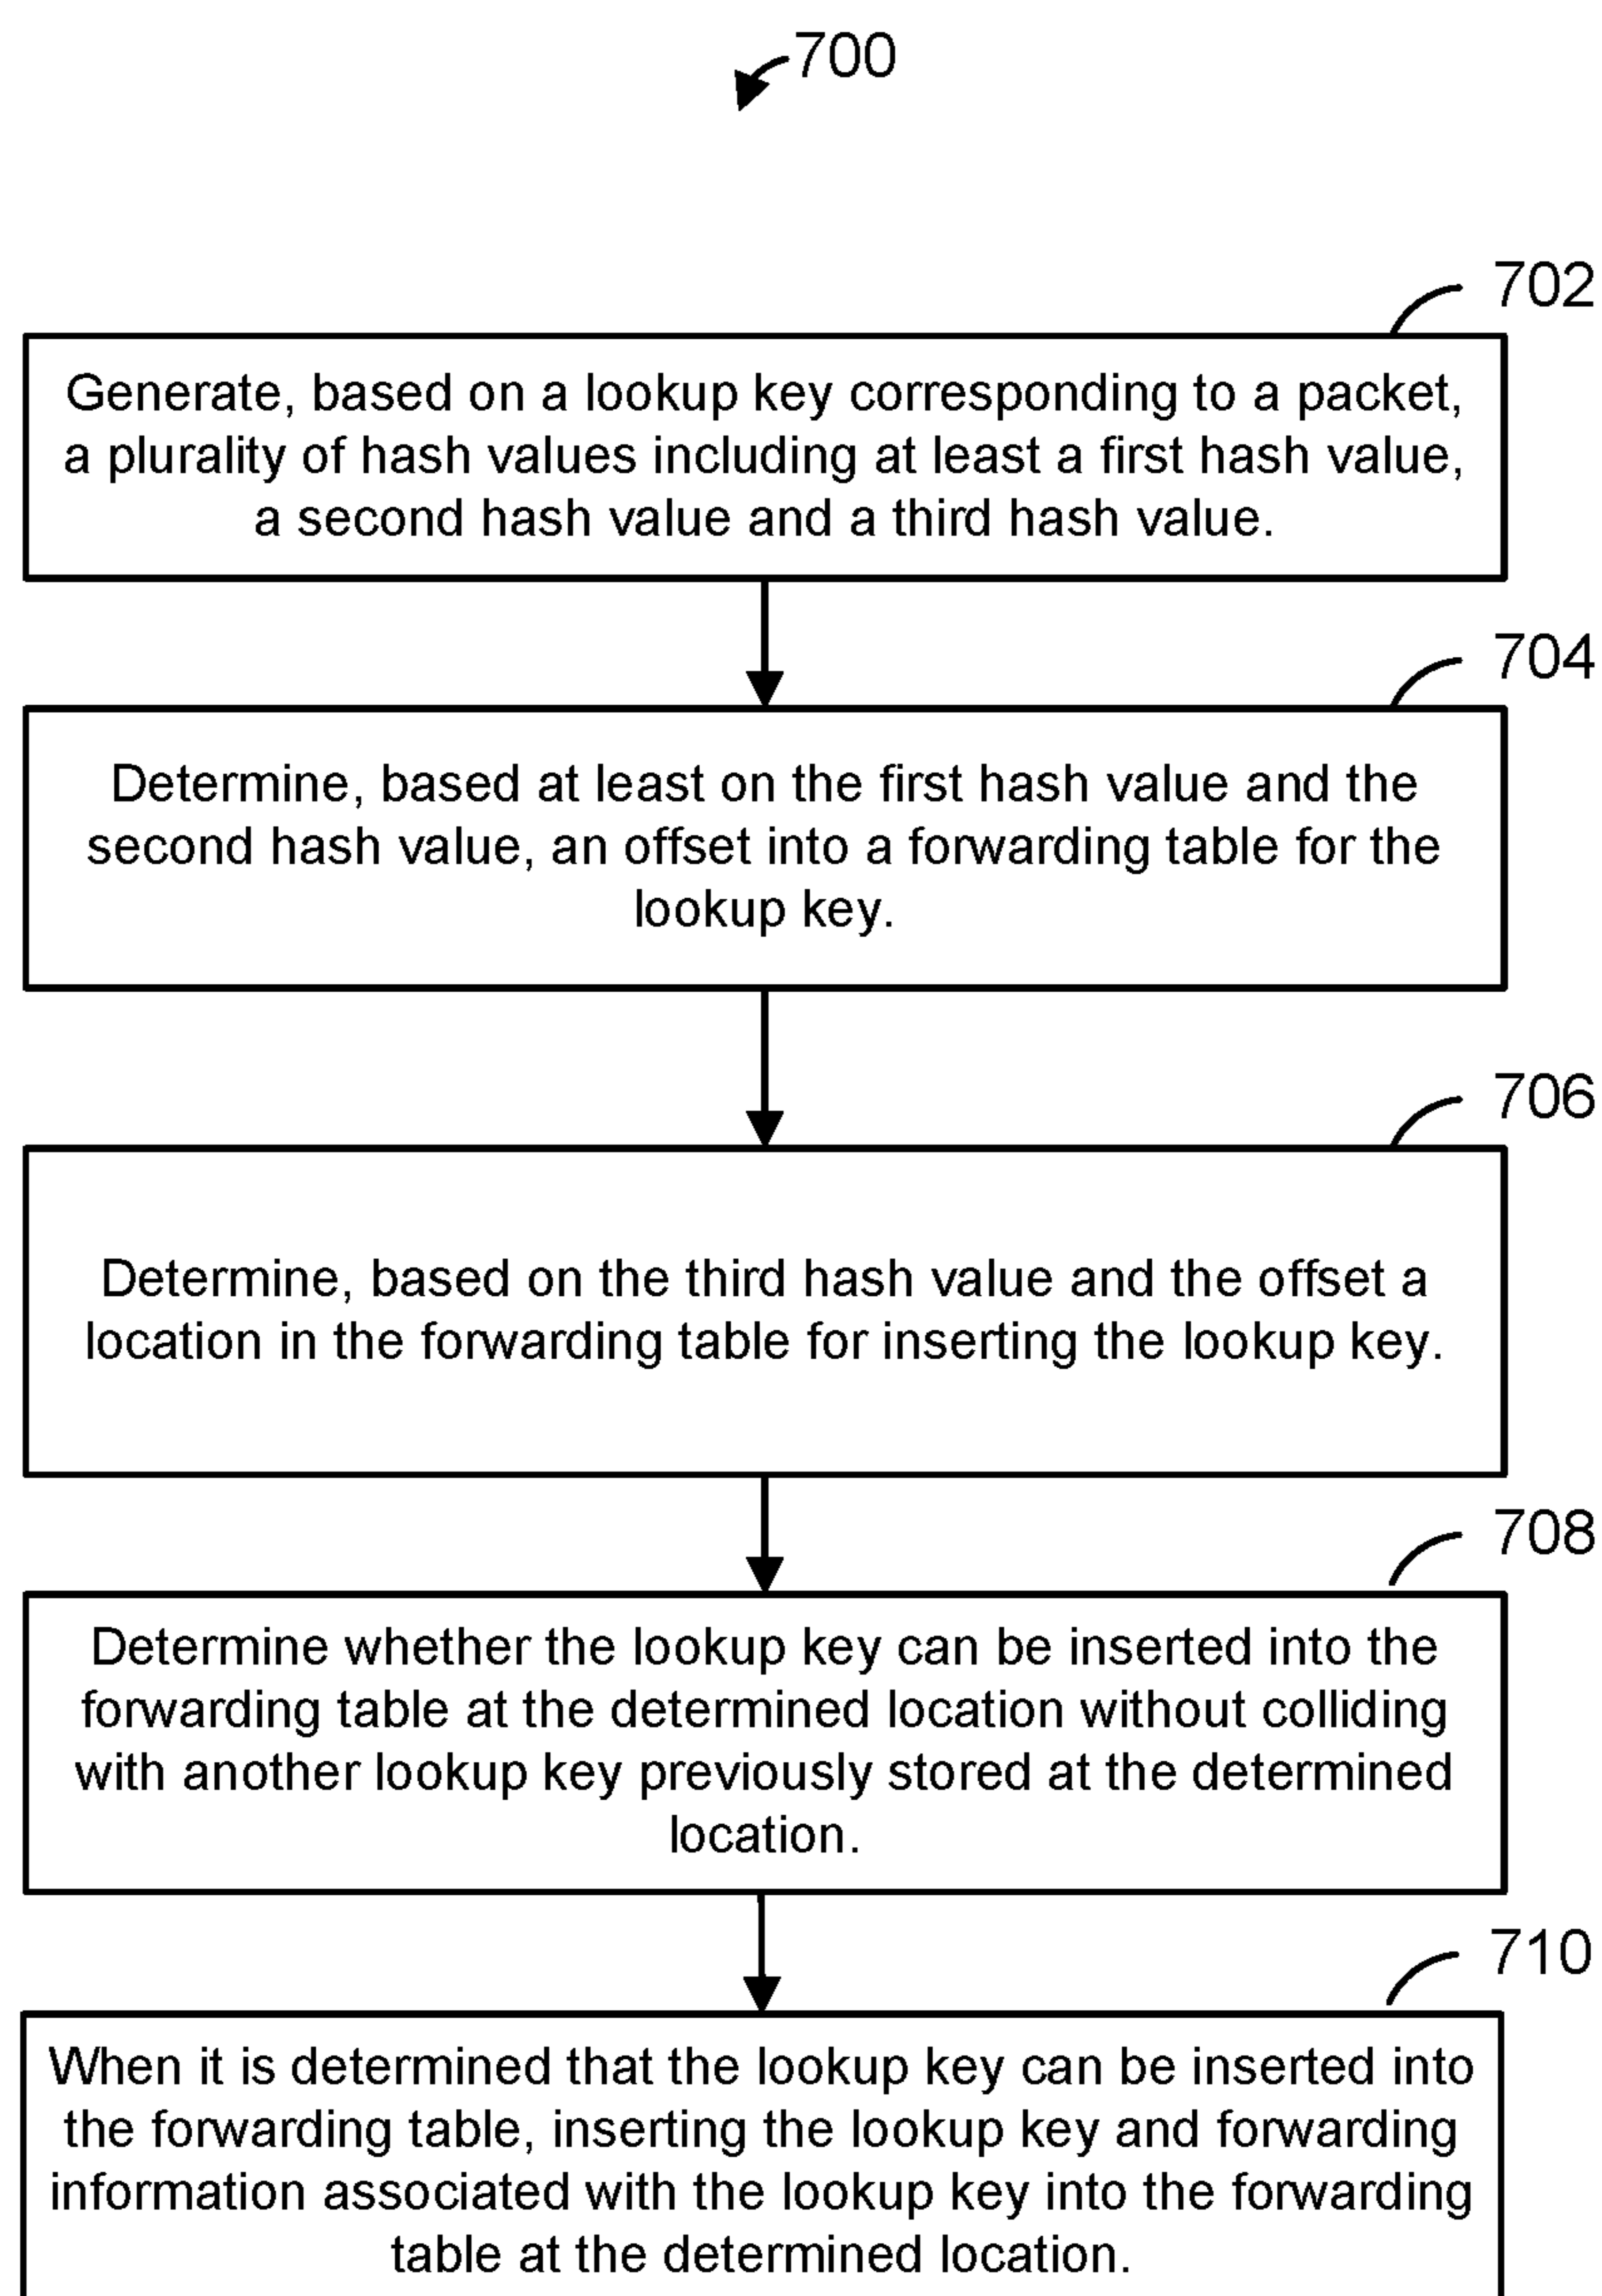 700
702
Generate, based on a lookup key corresponding to a packet,
a plurality of hash values including at least a first hash value,
a second hash value and a third hash value.
704
Determine, based at least on the first hash value and the
second hash value, an offset into a forwarding table for the
lookup key.
706
Determine, based on the third hash value and the offset a
location in the forwarding table for inserting the lookup key.
708
Determine whether the lookup key can be inserted into the
forwarding table at the determined location without colliding
with another lookup key previously stored at the determined
location.
710
When it is determined that the lookup key can be inserted into
the forwarding table, inserting the lookup key and forwarding
information associated with the lookup key into the forwarding
table at the determined location.